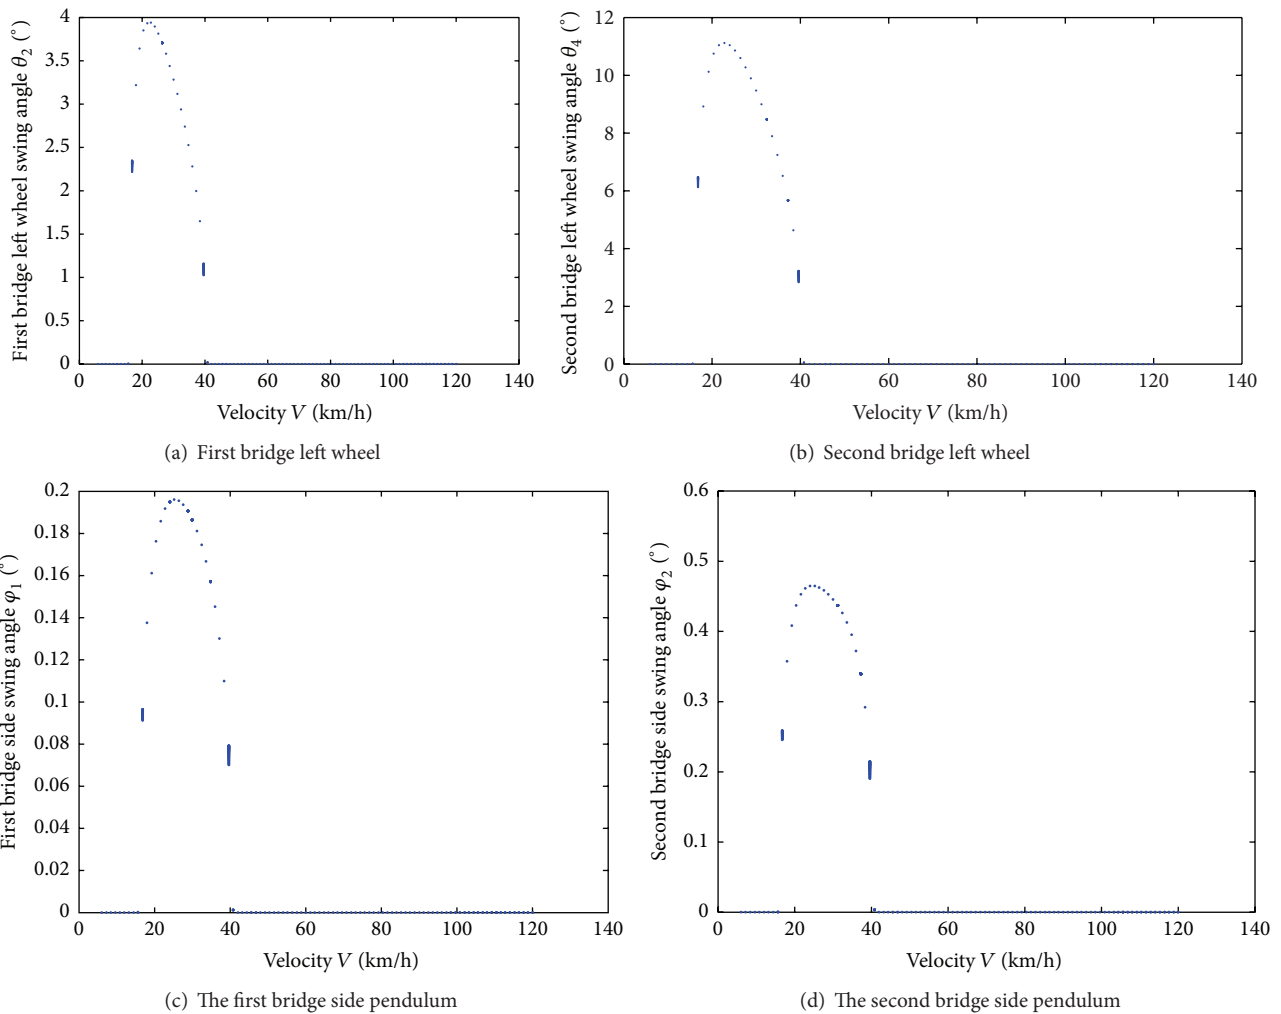 First bridge left wheel swing angle θ2 (°)
4
3.5
3
2.5
2
1.5
1
0.5
0
0 20 40 60 80 100 120 140
Velocity V (km/h)
(a) First bridge left wheel
Second bridge left wheel swing angle θ4 (°)
12
10
8
6
4
2
0
0 20 40 60 80 100 120 140
Velocity V (km/h)
(b) Second bridge left wheel
First bridge side swing angle φ1 (°)
0.2
0.18
0.16
0.14
0.12
0.1
0.08
0.06
0.04
0.02
0
0 20 40 60 80 100 120 140
Velocity V (km/h)
(c) The first bridge side pendulum
Second bridge side swing angle φ2 (°)
0.6
0.5
0.4
0.3
0.2
0.1
0
0 20 40 60 80 100 120 140
Velocity V (km/h)
(d) The second bridge side pendulum